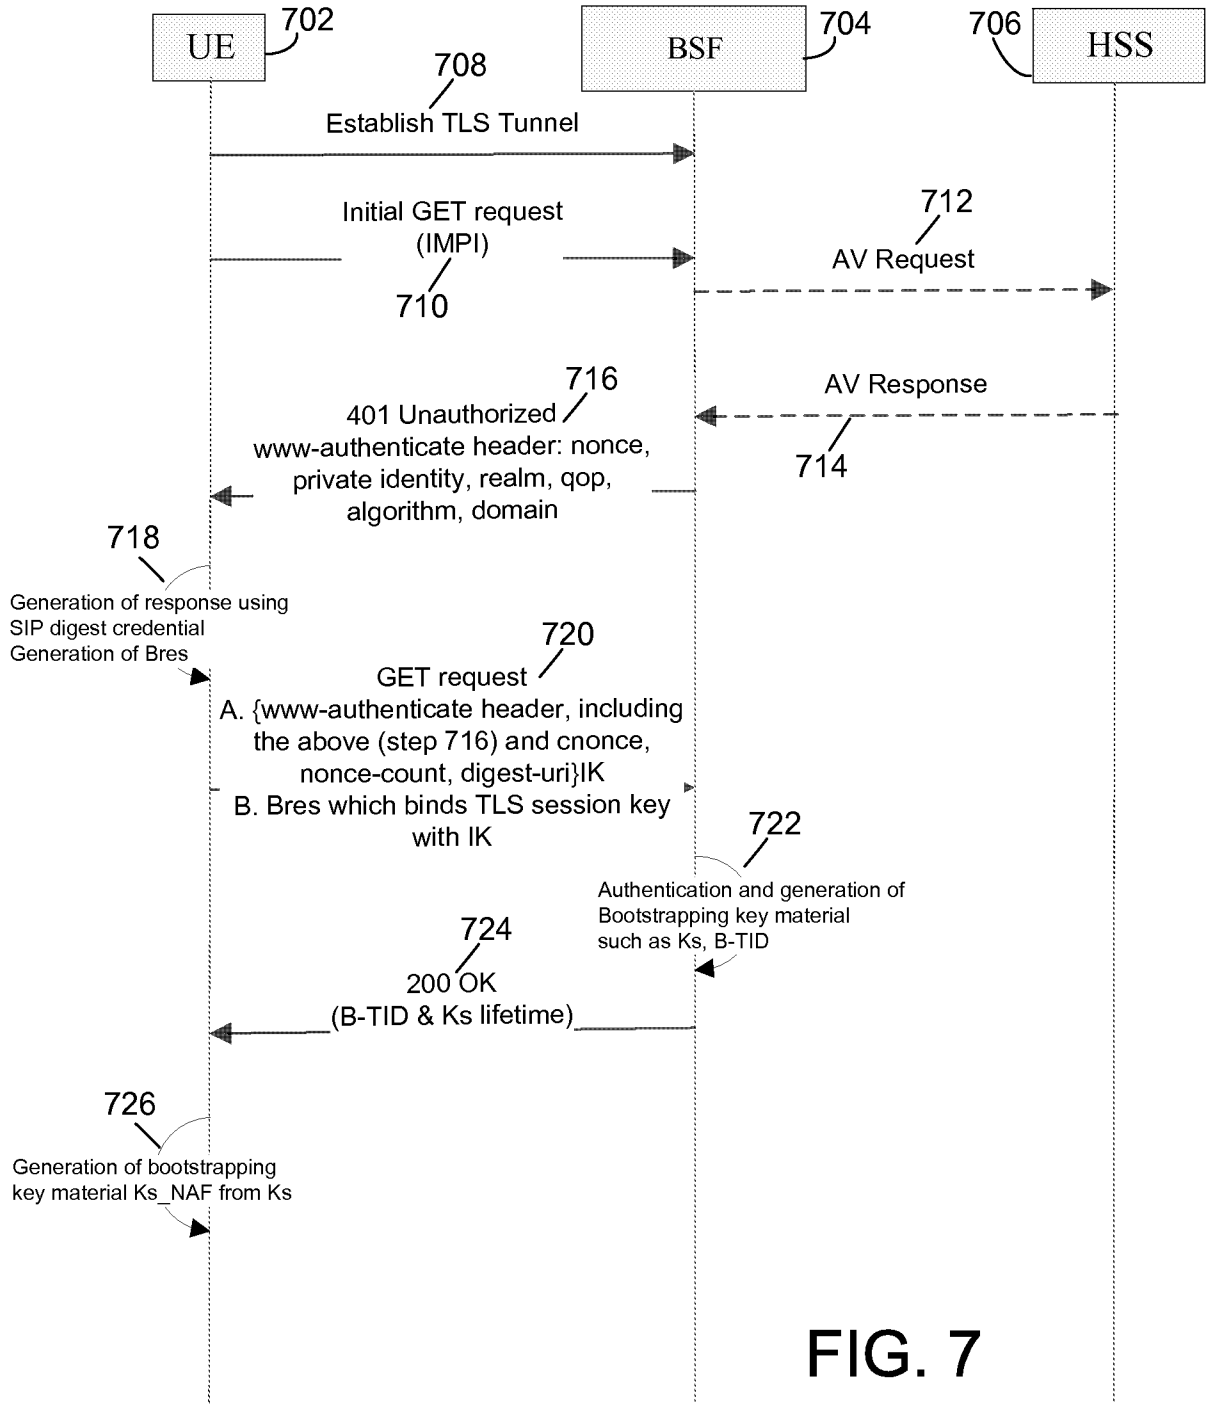 UE
702
BSF
704
706
HSS
708
Establish TLS Tunnel
Initial GET request
(IMPI)
710
712
AV Request
AV Response
714
716
401 Unauthorized
www-authenticate header: nonce,
private identity, realm, qop,
algorithm, domain
718
Generation of response using
SIP digest credential
Generation of Bres
720
GET request
A. {www-authenticate header, including
the above (step 716) and cnonce,
nonce-count, digest-uri}IK
B. Bres which binds TLS session key
with IK
722
Authentication and generation of
Bootstrapping key material
such as Ks, B-TID
724
200 OK
(B-TID & Ks lifetime)
726
Generation of bootstrapping
key material Ks_NAF from Ks
FIG. 7